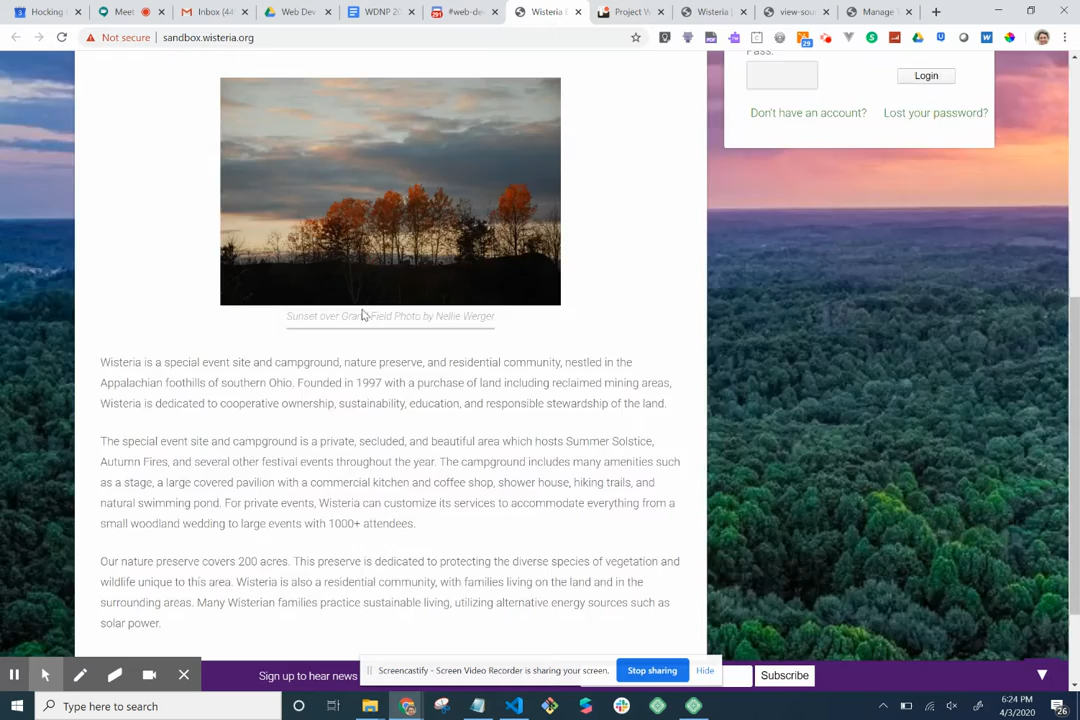 Hocking
Meet
Inbox (44
Web Dev
WDNP 20
291
#web-de
Wisteria
Project W
Wisteria
view-sou
Manage
Not secure
sandbox.wisteria.org
29
Pass:
Login
Don't have an account? Lost your password?
Sunset over Grand Field Photo by Nellie Werger
Wisteria is a special event site and campground, nature preserve, and residential community, nestled in the
Appalachian foothills of southern Ohio. Founded in 1997 with a purchase of land including reclaimed mining areas,
Wisteria is dedicated to cooperative ownership, sustainability, education, and responsible stewardship of the land.
The special event site and campground is a private, secluded, and beautiful area which hosts Summer Solstice,
Autumn Fires, and several other festival events throughout the year. The campground includes many amenities such
as a stage, a large covered pavilion with a commercial kitchen and coffee shop, shower house, hiking trails, and
natural swimming pond. For private events, Wisteria can customize its services to accommodate everything from a
small woodland wedding to large events with 1000+ attendees.
Our nature preserve covers 200 acres. This preserve is dedicated to protecting the diverse species of vegetation and
wildlife unique to this area. Wisteria is also a residential community, with families living on the land and in the
surrounding areas. Many Wisterian families practice sustainable living, utilizing alternative energy sources such as
solar power.
Sign up to hear news
Screencastify - Screen Video Recorder is sharing your screen.
Stop sharing
Hide
Subscribe
Type here to search
6:24 PM
4/3/2020
26